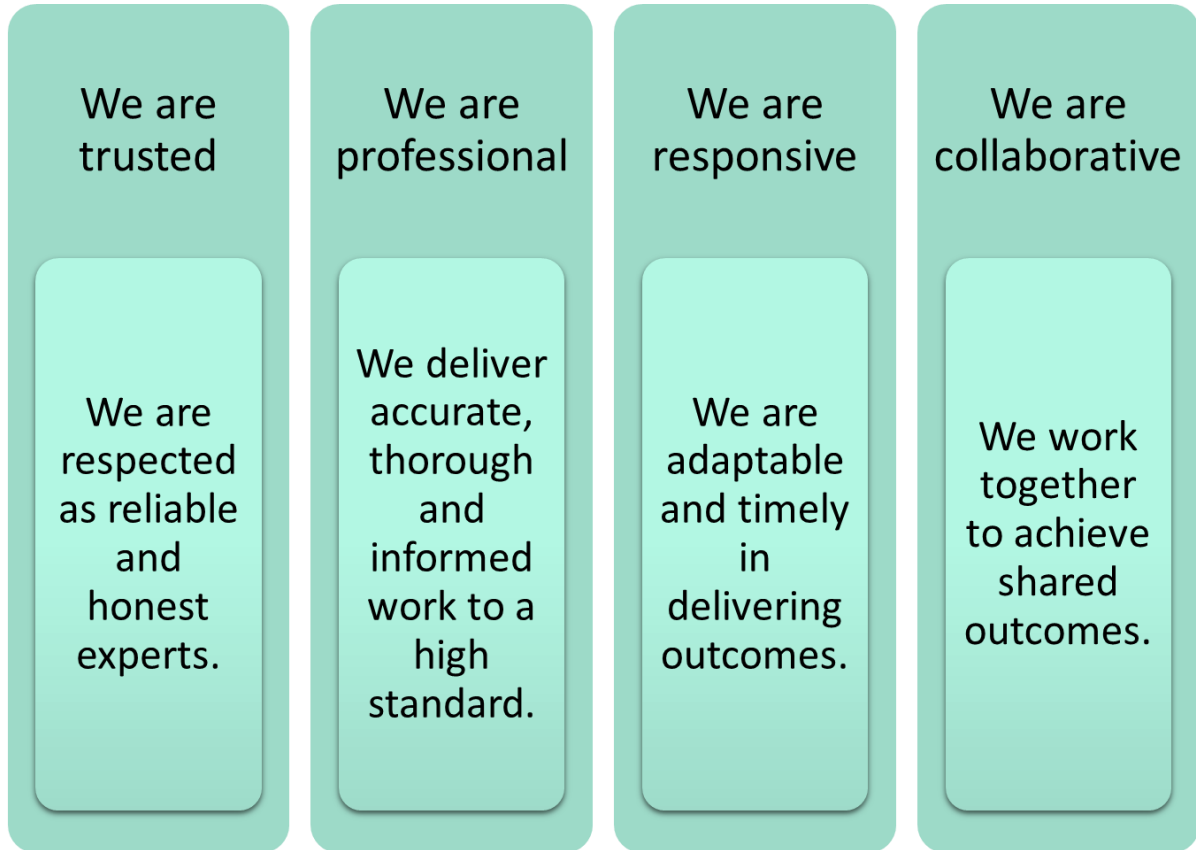 We are
trusted
We are
respected
as reliable
and
honest
experts.
We are
professional
We deliver
accurate,
thorough
and
informed
work to a
high
standard.
We are
responsive
We are
adaptable
and timely
in
delivering
outcomes.
We are
collaborative
We work
together
to achieve
shared
outcomes.